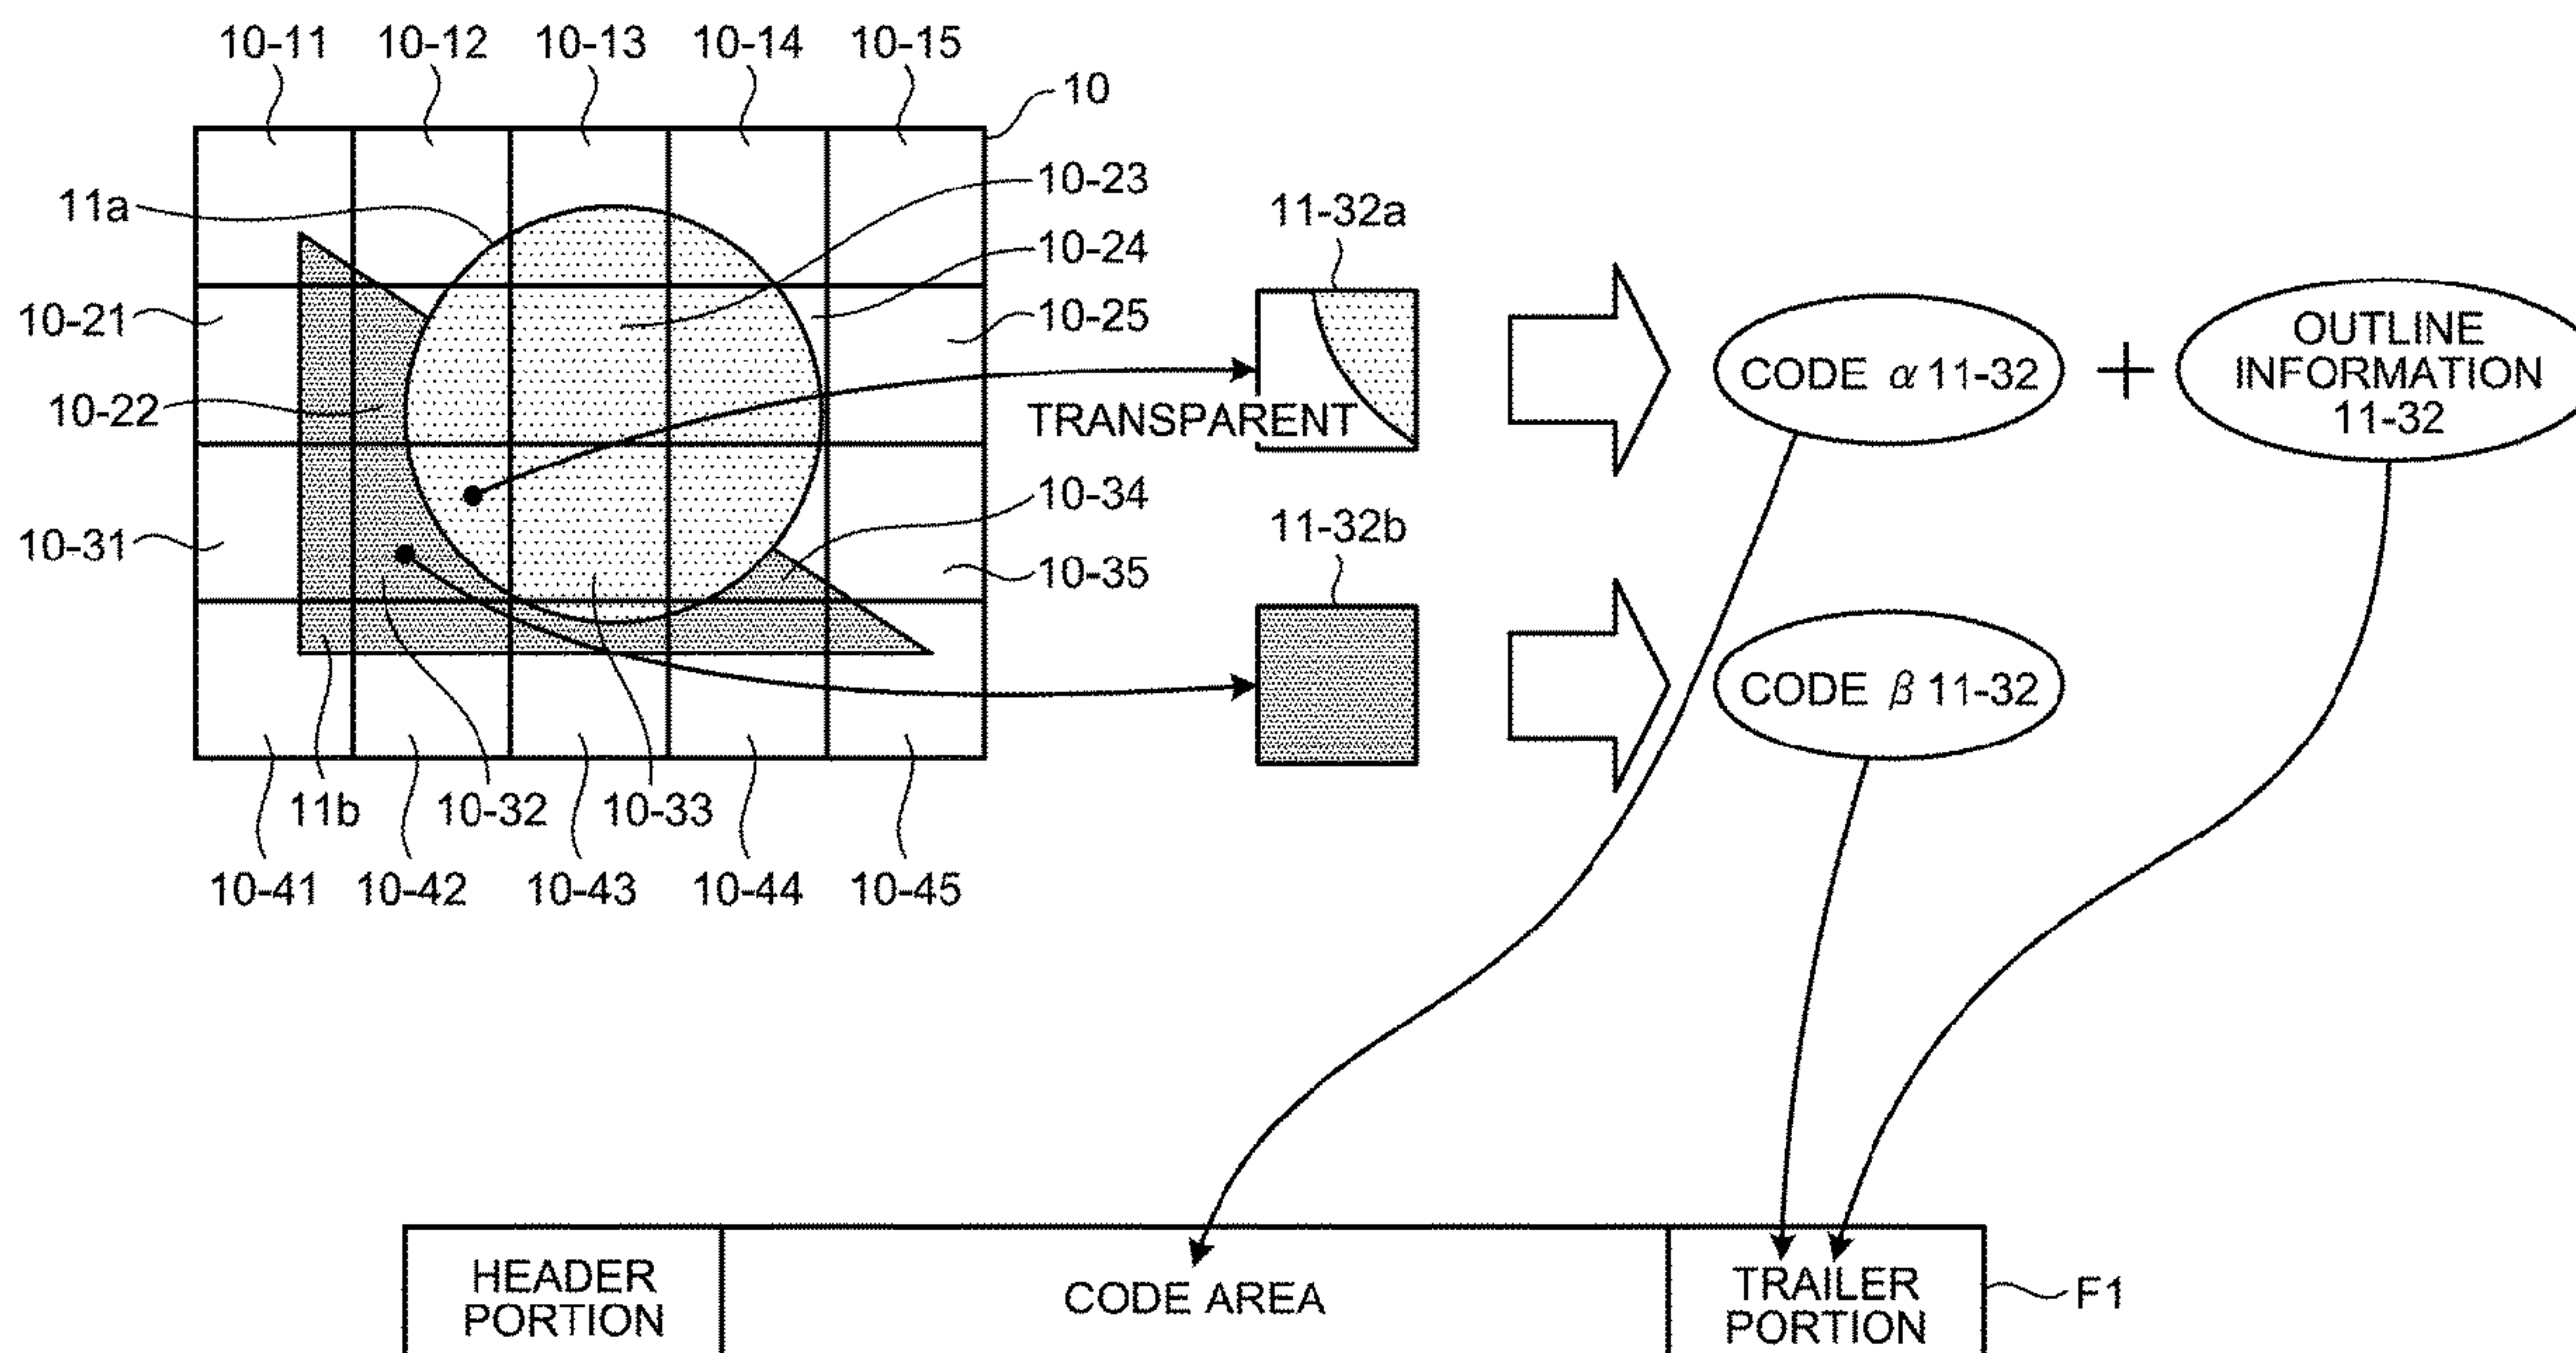 10-11 10-12 10-13 10-14 10-15
10
10-23
11a
11-32a
10-24
10-21
10-25
OUTLINE
INFORMATION
11-32
CODE α 11-32
+
10-22
TRANSPARENT
10-34
11-32b
10-31
10-35
CODE β 11-32
11b
10-32
10-33
10-41 10-42 10-43 10-44 10-45
HEADER
PORTION
CODE AREA
TRAILER
PORTION
F1